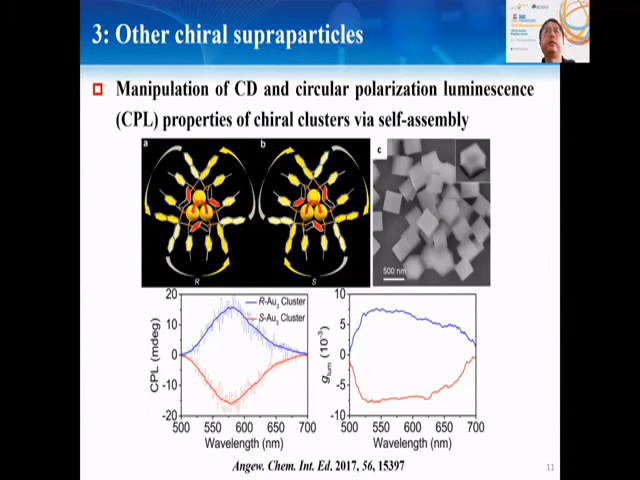 3: Other chiral supraparticles
Manipulation of CD and circular polarization luminescence
(CPL) properties of chiral clusters via self-assembly
a
b
c
R
S
500 nm
20
10
0
-10
-20
CPL (mdeg)
R-Au3 Cluster
S-Au3 Cluster
500 550 600 650 700
Wavelength (nm)
10
5
0
-5
-10
glum (10⁻³)
500 550 600 650 700
Wavelength (nm)
Angew. Chem. Int. Ed. 2017, 56, 15397
11